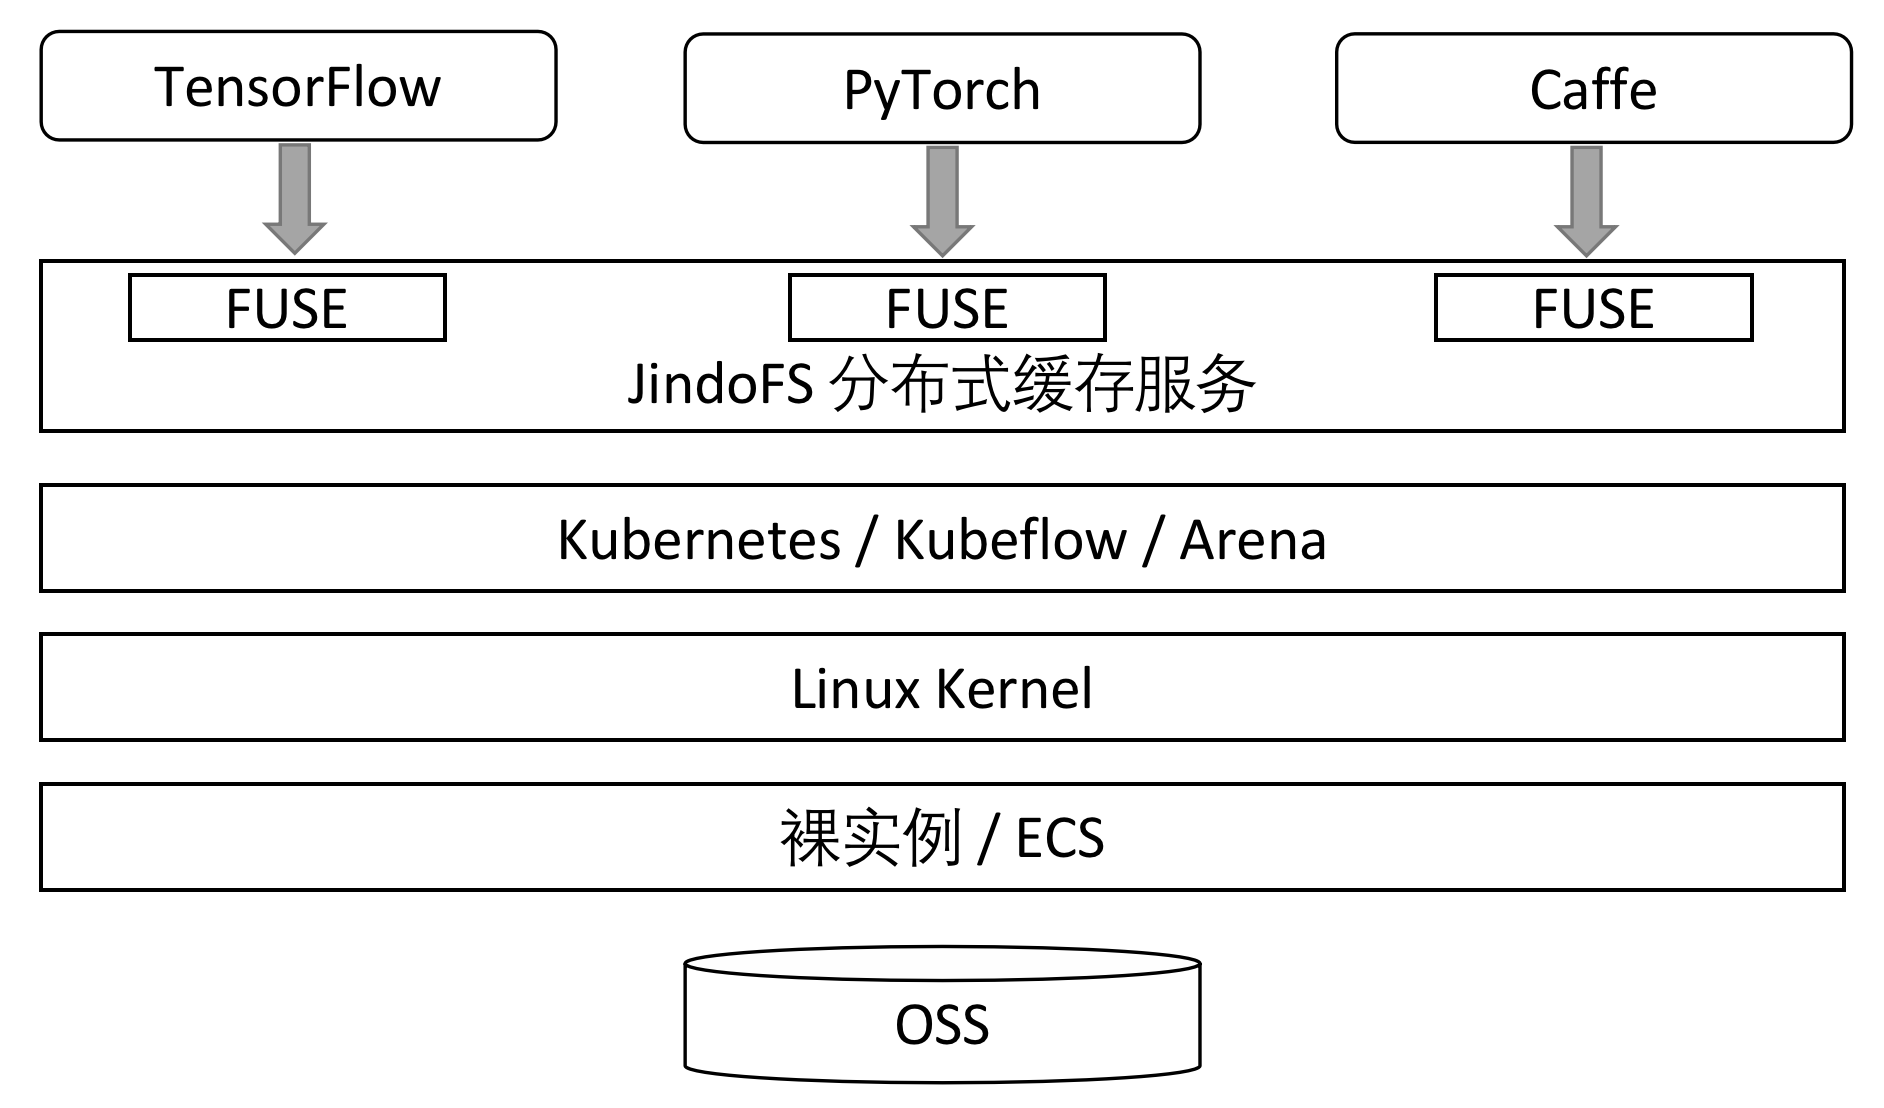 TensorFlow
PyTorch
Caffe
FUSE
FUSE
FUSE
JindoFS 分布式缓存服务
Kubernetes / Kubeflow / Arena
Linux Kernel
裸实例 / ECS
OSS